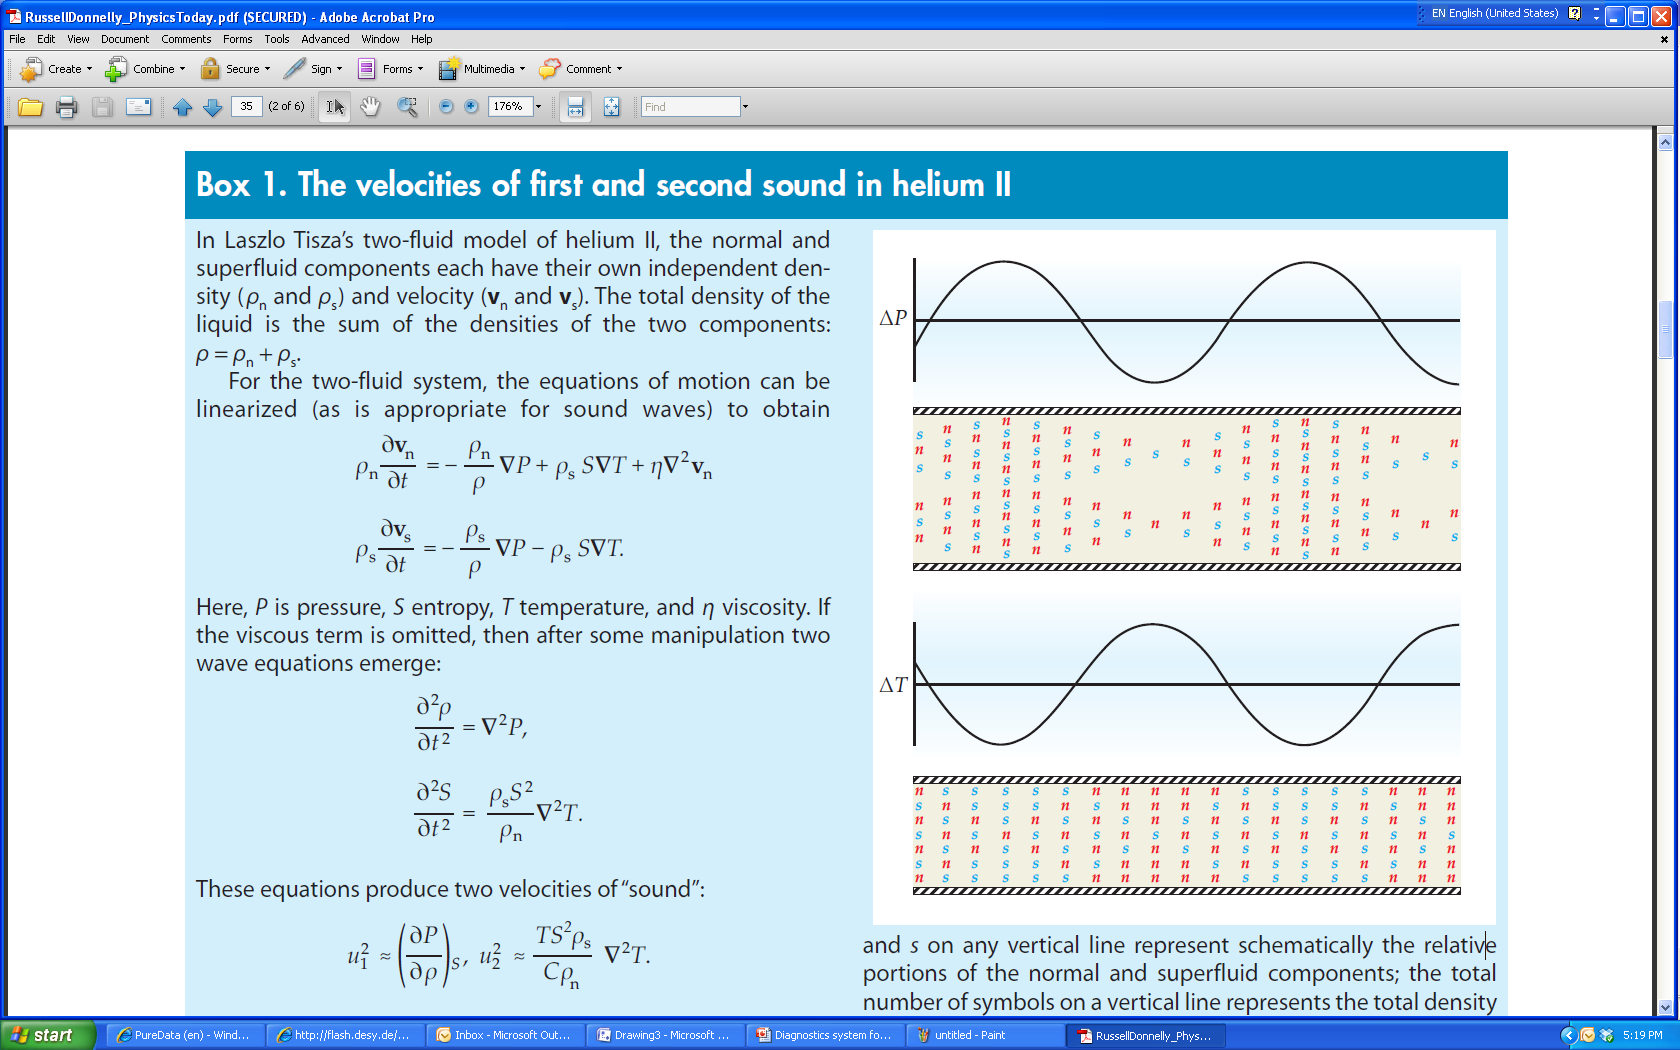 RussellDonnelly_PhysicsToday.pdf (SECURED) - Adobe Acrobat Pro
EN English (United States)
File Edit View Document Comments Forms Tools Advanced Window Help
Create Combine Secure Sign Forms Multimedia Comment
35 (2 of 6) 176% Find
Box 1. The velocities of first and second sound in helium II
In Laszlo Tisza's two-fluid model of helium II, the normal and
superfluid components each have their own independent den-
sity (ρn and ρs) and velocity (vn and vs). The total density of the
liquid is the sum of the densities of the two components:
ρ = ρn + ρs.
For the two-fluid system, the equations of motion can be
linearized (as is appropriate for sound waves) to obtain
ρn ∂vn/∂t = − ρn/ρ ∇P + ρs S∇T + η∇²vn
ρs ∂vs/∂t = − ρs/ρ ∇P − ρs S∇T.
Here, P is pressure, S entropy, T temperature, and η viscosity. If
the viscous term is omitted, then after some manipulation two
wave equations emerge:
∂²ρ/∂t² = ∇²P,
∂²S/∂t² = ρsS²/ρn ∇²T.
These equations produce two velocities of “sound”:
u₁² ≈ (∂P/∂ρ)S, u₂² ≈ TS²ρs/Cρn ∇²T.
ΔP
ΔT
n s s s s s n n n n n s s s s s n n n
s s s s s n s n n n s n s s s s s n s
and s on any vertical line represent schematically the relative
portions of the normal and superfluid components; the total
number of symbols on a vertical line represents the total density
start PureData (en) - Wind... http://flash.desy.de/... Inbox - Microsoft Out... Drawing3 - Microsoft ... Diagnostics system fo... untitled - Paint RussellDonnelly_Phys... 5:19 PM